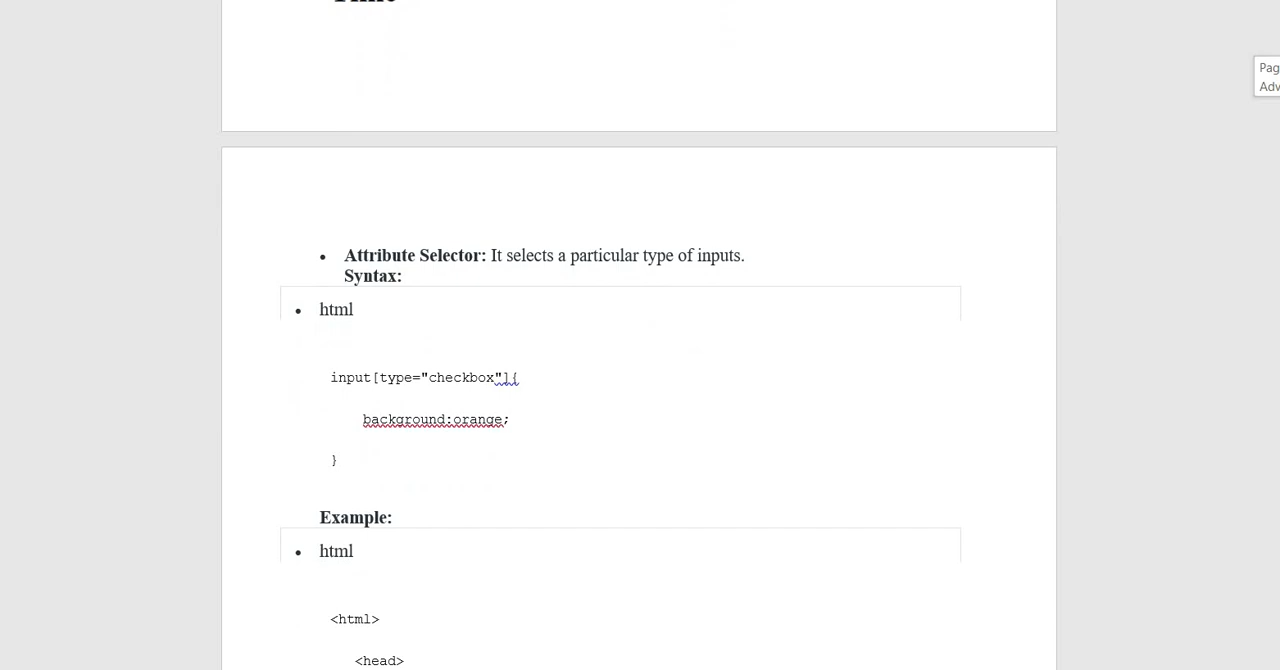 • Attribute Selector: It selects a particular type of inputs.
Syntax:
• html
input[type="checkbox"]{
background:orange;
}
Example:
• html
<html>
<head>